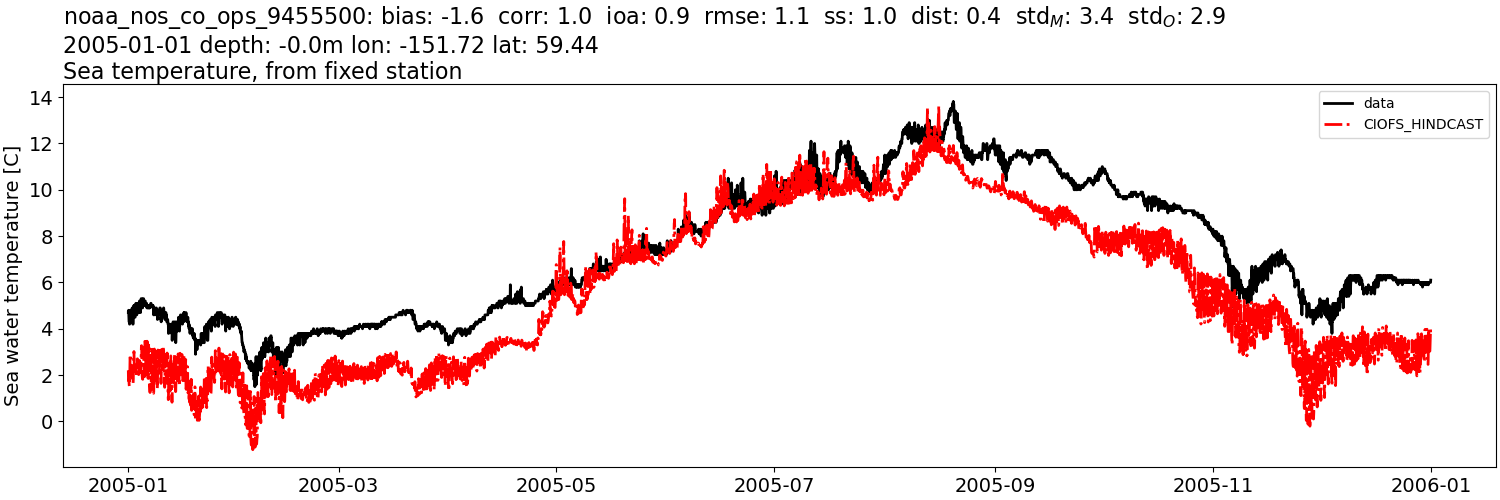 noaa_nos_co_ops_9455500: bias: -1.6  corr: 1.0  ioa: 0.9  rmse: 1.1  ss: 1.0  dist: 0.4  std_M: 3.4  std_O: 2.9
2005-01-01 depth: -0.0m lon: -151.72 lat: 59.44
Sea temperature, from fixed station
data
CIOFS_HINDCAST
Sea water temperature [C]
14
12
10
8
6
4
2
0
2005-01
2005-03
2005-05
2005-07
2005-09
2005-11
2006-01